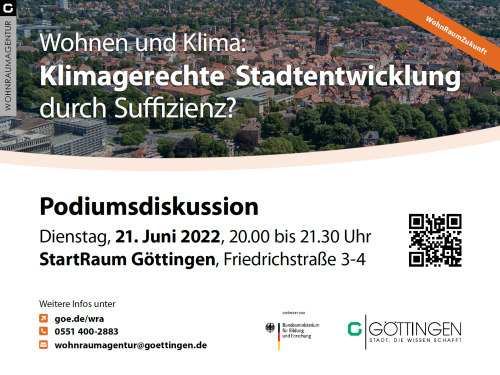 WOHNRAUMAGENTUR
WohnRaumZukunft
Wohnen und Klima:
Klimagerechte Stadtentwicklung
durch Suffizienz?
Podiumsdiskussion
Dienstag, 21. Juni 2022, 20.00 bis 21.30 Uhr
StartRaum Göttingen, Friedrichstraße 3-4
Weitere Infos unter
goe.de/wra
0551 400-2883
wohnraumagentur@goettingen.de
GEFÖRDERT VOM
Bundesministerium
für Bildung
und Forschung
GÖTTINGEN
STADT, DIE WISSEN SCHAFFT